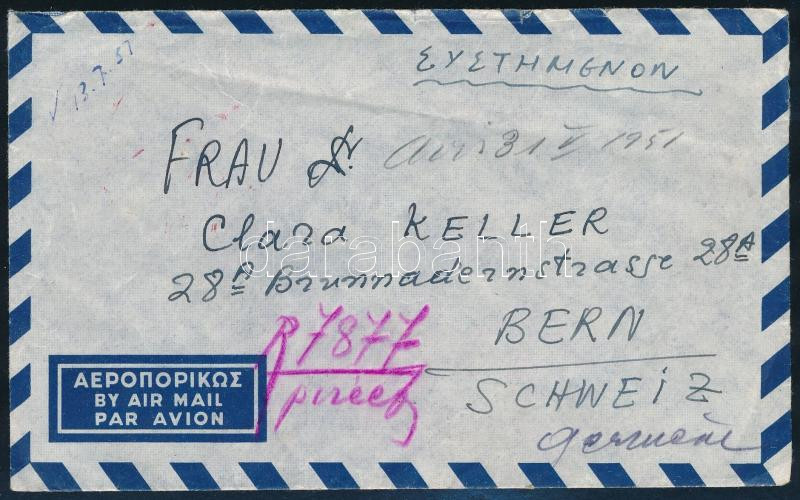 √ 13.7.51
ΣΥΣΤΗΜΕΝΟΝ
FRAU Dr.
31 V 1951
Clara KELLER
28A Brunnadernstrasse 28A
R 7877
BERN
SCHWEIZ
ΑΕΡΟΠΟΡΙΚΩΣ
BY AIR MAIL
PAR AVION
darabanth